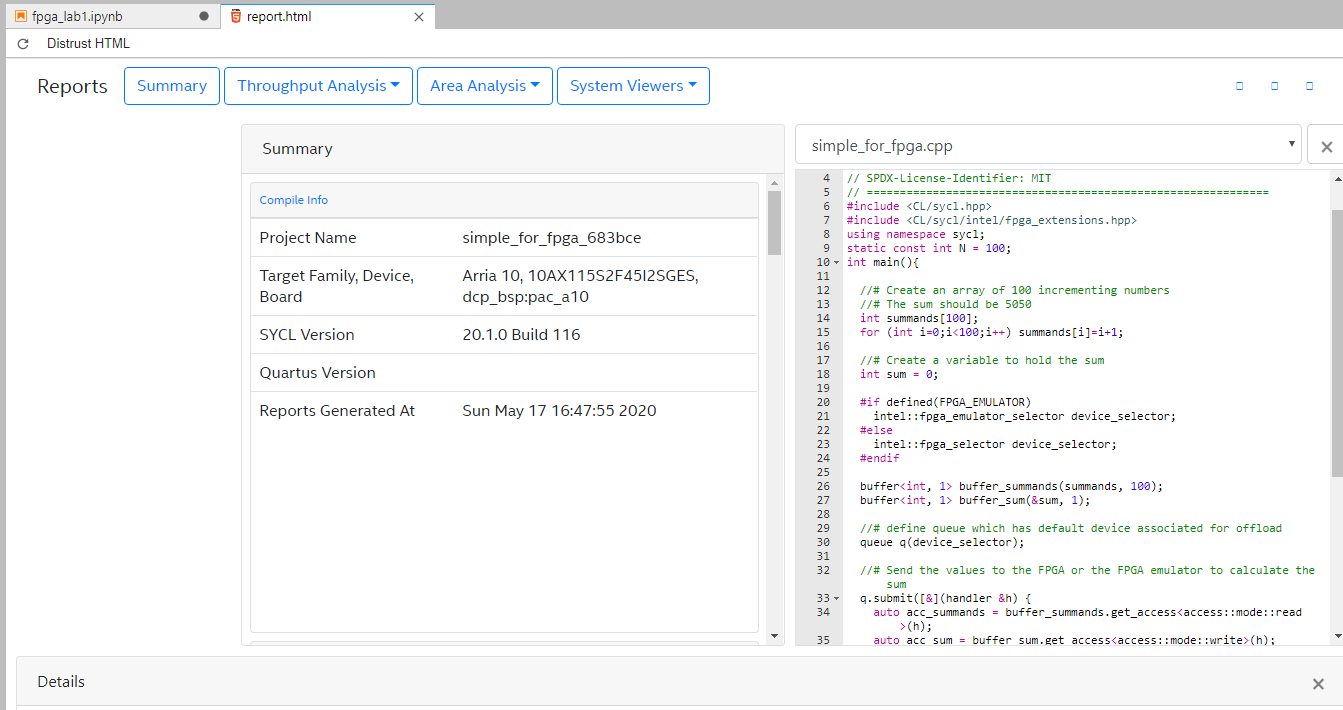 fpga_lab1.ipynb
report.html
Distrust HTML
Reports
Summary
Throughput Analysis
Area Analysis
System Viewers
Summary
Compile Info
Project Name simple_for_fpga_683bce
Target Family, Device, Arria 10, 10AX115S2F45I2SGES,
Board dcp_bsp:pac_a10
SYCL Version 20.1.0 Build 116
Quartus Version
Reports Generated At Sun May 17 16:47:55 2020
simple_for_fpga.cpp
4 // SPDX-License-Identifier: MIT
5 // =============================================================
6 #include <CL/sycl.hpp>
7 #include <CL/sycl/intel/fpga_extensions.hpp>
8 using namespace sycl;
9 static const int N = 100;
10 int main(){
11
12 //# Create an array of 100 incrementing numbers
13 //# The sum should be 5050
14 int summands[100];
15 for (int i=0;i<100;i++) summands[i]=i+1;
16
17 //# Create a variable to hold the sum
18 int sum = 0;
19
20 #if defined(FPGA_EMULATOR)
21 intel::fpga_emulator_selector device_selector;
22 #else
23 intel::fpga_selector device_selector;
24 #endif
25
26 buffer<int, 1> buffer_summands(summands, 100);
27 buffer<int, 1> buffer_sum(&sum, 1);
28
29 //# define queue which has default device associated for offload
30 queue q(device_selector);
31
32 //# Send the values to the FPGA or the FPGA emulator to calculate the
sum
33 q.submit([&](handler &h) {
34 auto acc_summands = buffer_summands.get_access<access::mode::read
>(h);
35 auto acc_sum = buffer_sum.get_access<access::mode::write>(h);
Details